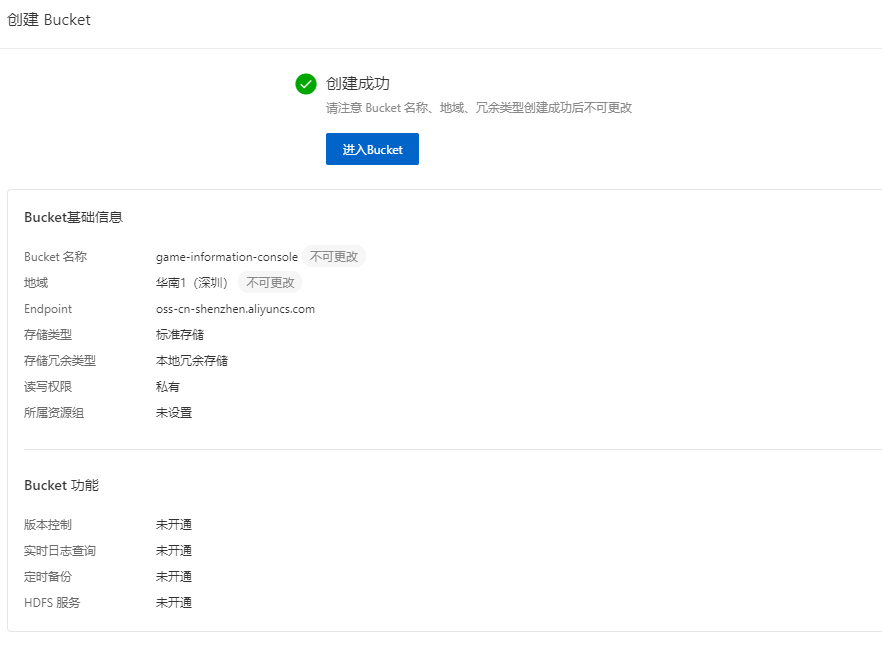 创建 Bucket
创建成功
请注意 Bucket 名称、地域、冗余类型创建成功后不可更改
进入Bucket
Bucket基础信息
Bucket 名称 game-information-console 不可更改
地域 华南1（深圳） 不可更改
Endpoint oss-cn-shenzhen.aliyuncs.com
存储类型 标准存储
存储冗余类型 本地冗余存储
读写权限 私有
所属资源组 未设置
Bucket 功能
版本控制 未开通
实时日志查询 未开通
定时备份 未开通
HDFS 服务 未开通